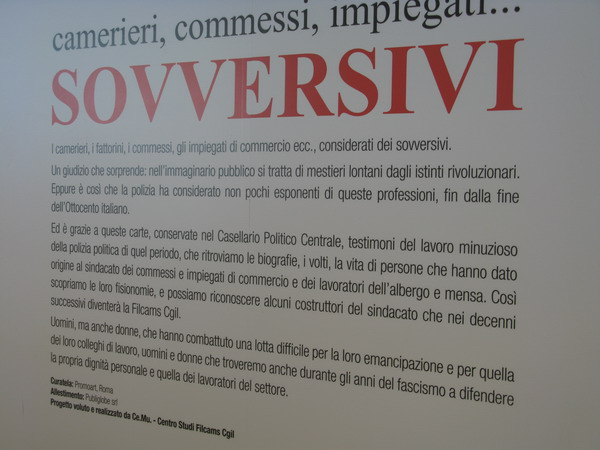 camerieri, commessi, impiegati...
SOVVERSIVI
I camerieri, i fattorini, i commessi, gli impiegati di commercio ecc., considerati dei sovversivi.
Un giudizio che sorprende: nell'immaginario pubblico si tratta di mestieri lontani dagli istinti rivoluzionari.
Eppure è così che la polizia ha considerato non pochi esponenti di queste professioni, fin dalla fine
dell'Ottocento italiano.
Ed è grazie a queste carte, conservate nel Casellario Politico Centrale, testimoni del lavoro minuzioso
della polizia politica di quel periodo, che ritroviamo le biografie, i volti, la vita di persone che hanno dato
origine al sindacato dei commessi e impiegati di commercio e dei lavoratori dell'albergo e mensa. Così
scopriamo le loro fisionomie, e possiamo riconoscere alcuni costruttori del sindacato che nei decenni
successivi diventerà la Filcams Cgil.
Uomini, ma anche donne, che hanno combattuto una lotta difficile per la loro emancipazione e per quella
dei loro colleghi di lavoro, uomini e donne che troveremo anche durante gli anni del fascismo a difendere
la propria dignità personale e quella dei lavoratori del settore.
Curatela: Promoart, Roma
Allestimento: Publiglobe srl
Progetto voluto e realizzato da Ce.Mu. - Centro Studi Filcams Cgil